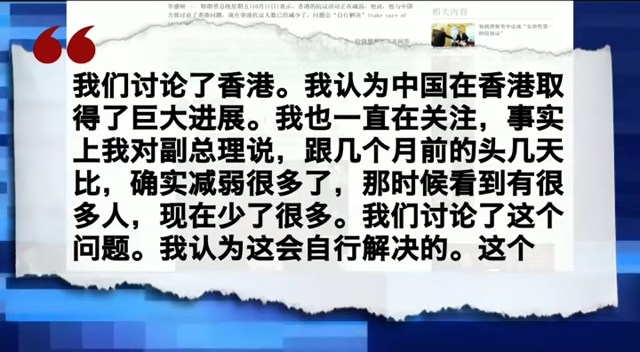 相关内容
我们讨论了香港。我认为中国在香港取
得了巨大进展。我也一直在关注，事实
上我对副总理说，跟几个月前的头几天
比，确实减弱很多了，那时候看到有很
多人，现在少了很多。我们讨论了这个
问题。我认为这会自行解决的。这个